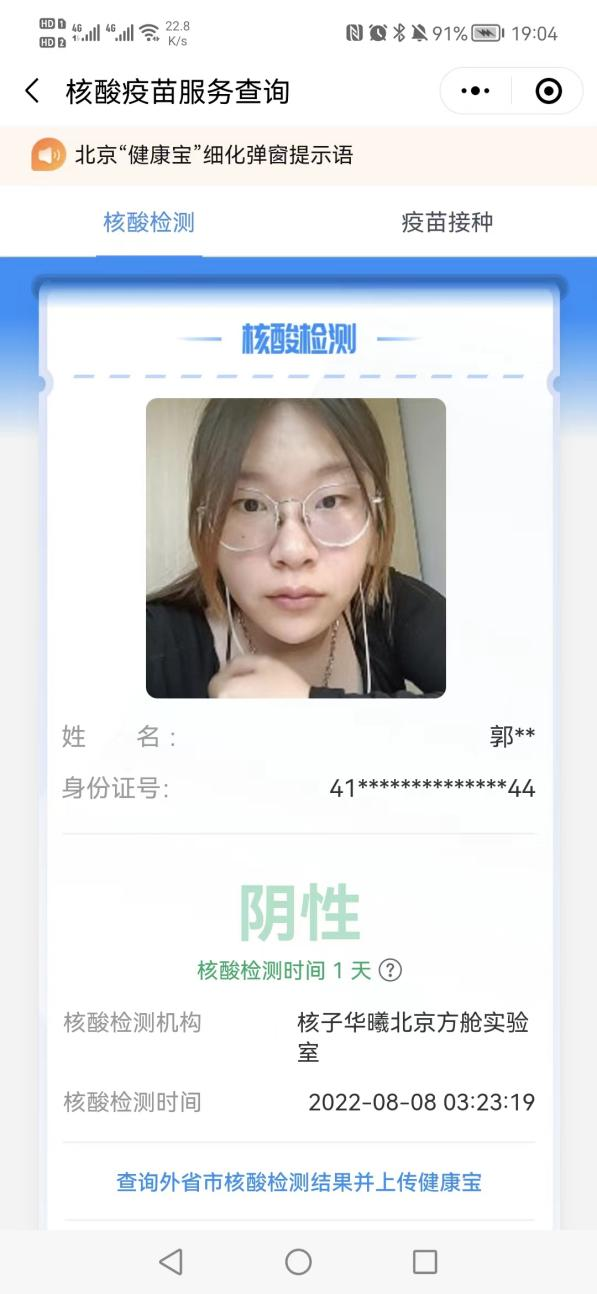 HD 1 4G 4G 22.8 91% 19:04
HD 2 K/s
核酸疫苗服务查询
北京“健康宝”细化弹窗提示语
核酸检测 疫苗接种
核酸检测
姓 名： 郭**
身份证号： 41**************44
阴性
核酸检测时间 1 天 ?
核酸检测机构 核子华曦北京方舱实验
室
核酸检测时间 2022-08-08 03:23:19
查询外省市核酸检测结果并上传健康宝